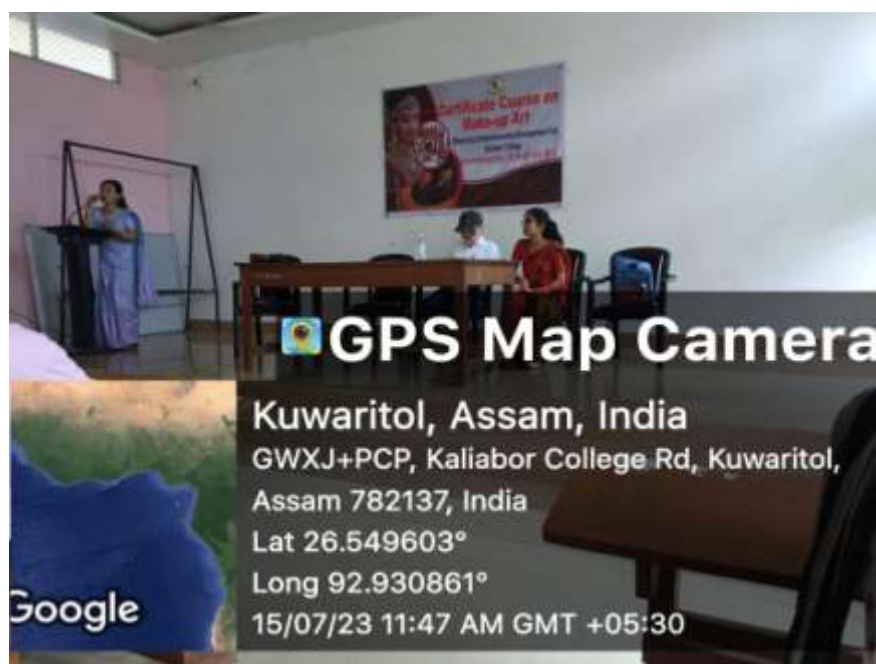 Certificate Course on
Make-up Art
GPS Map Camera
Kuwaritol, Assam, India
GWXJ+PCP, Kaliabor College Rd, Kuwaritol,
Assam 782137, India
Lat 26.549603°
Long 92.930861°
15/07/23 11:47 AM GMT +05:30
Google